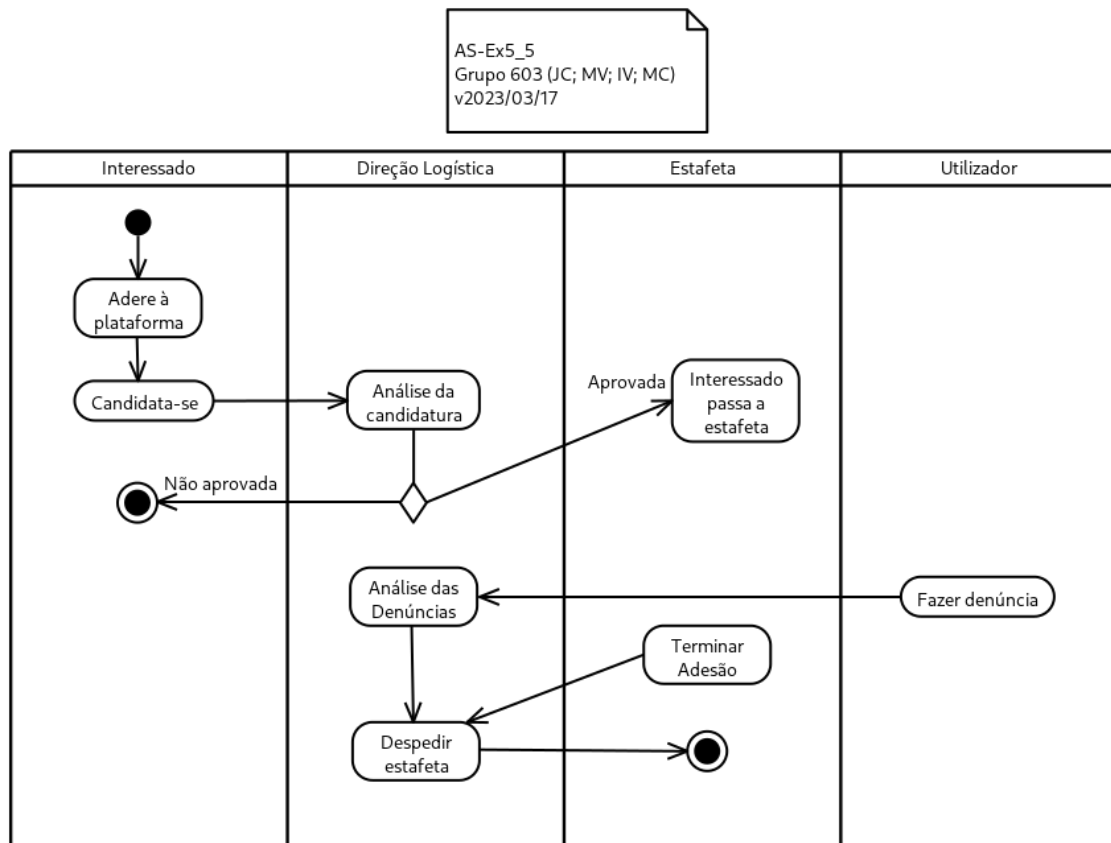 AS-Ex5_5
Grupo 603 (JC; MV; IV; MC)
v2023/03/17
Interessado
Direção Logística
Estafeta
Utilizador
Adere à
plataforma
Candidata-se
Análise da
candidatura
Aprovada
Interessado
passa a
estafeta
Não aprovada
Análise das
Denúncias
Fazer denúncia
Terminar
Adesão
Despedir
estafeta